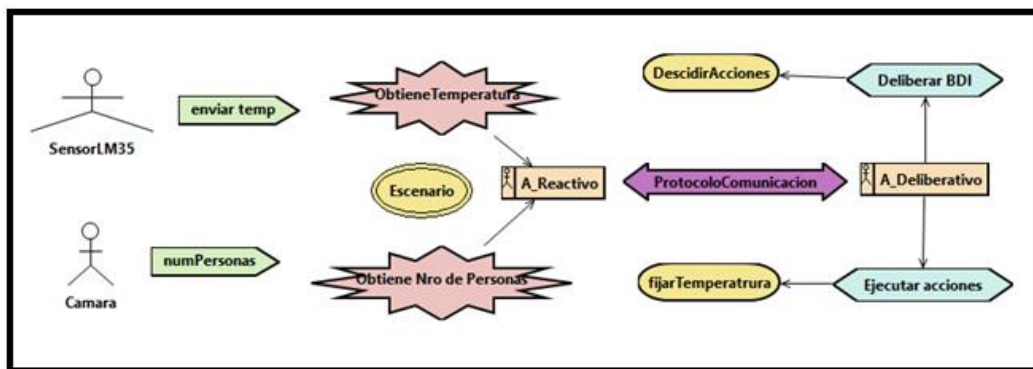 SensorLM35
enviar temp
ObtieneTemperatura
Escenario
A_Reactivo
ProtocoloComunicacion
A_Deliberativo
Deliberar BDI
DescidirAcciones
Camara
numPersonas
Obtiene Nro de Personas
fijarTemperatrura
Ejecutar acciones